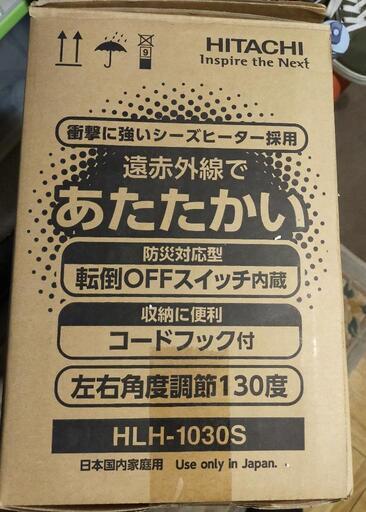 HITACHI
Inspire the Next
9
衝撃に強いシーズヒーター採用
遠赤外線で
あたたかい
防災対応型
転倒OFFスイッチ内蔵
収納に便利
コードフック付
左右角度調節130度
HLH-1030S
日本国内家庭用 Use only in Japan.